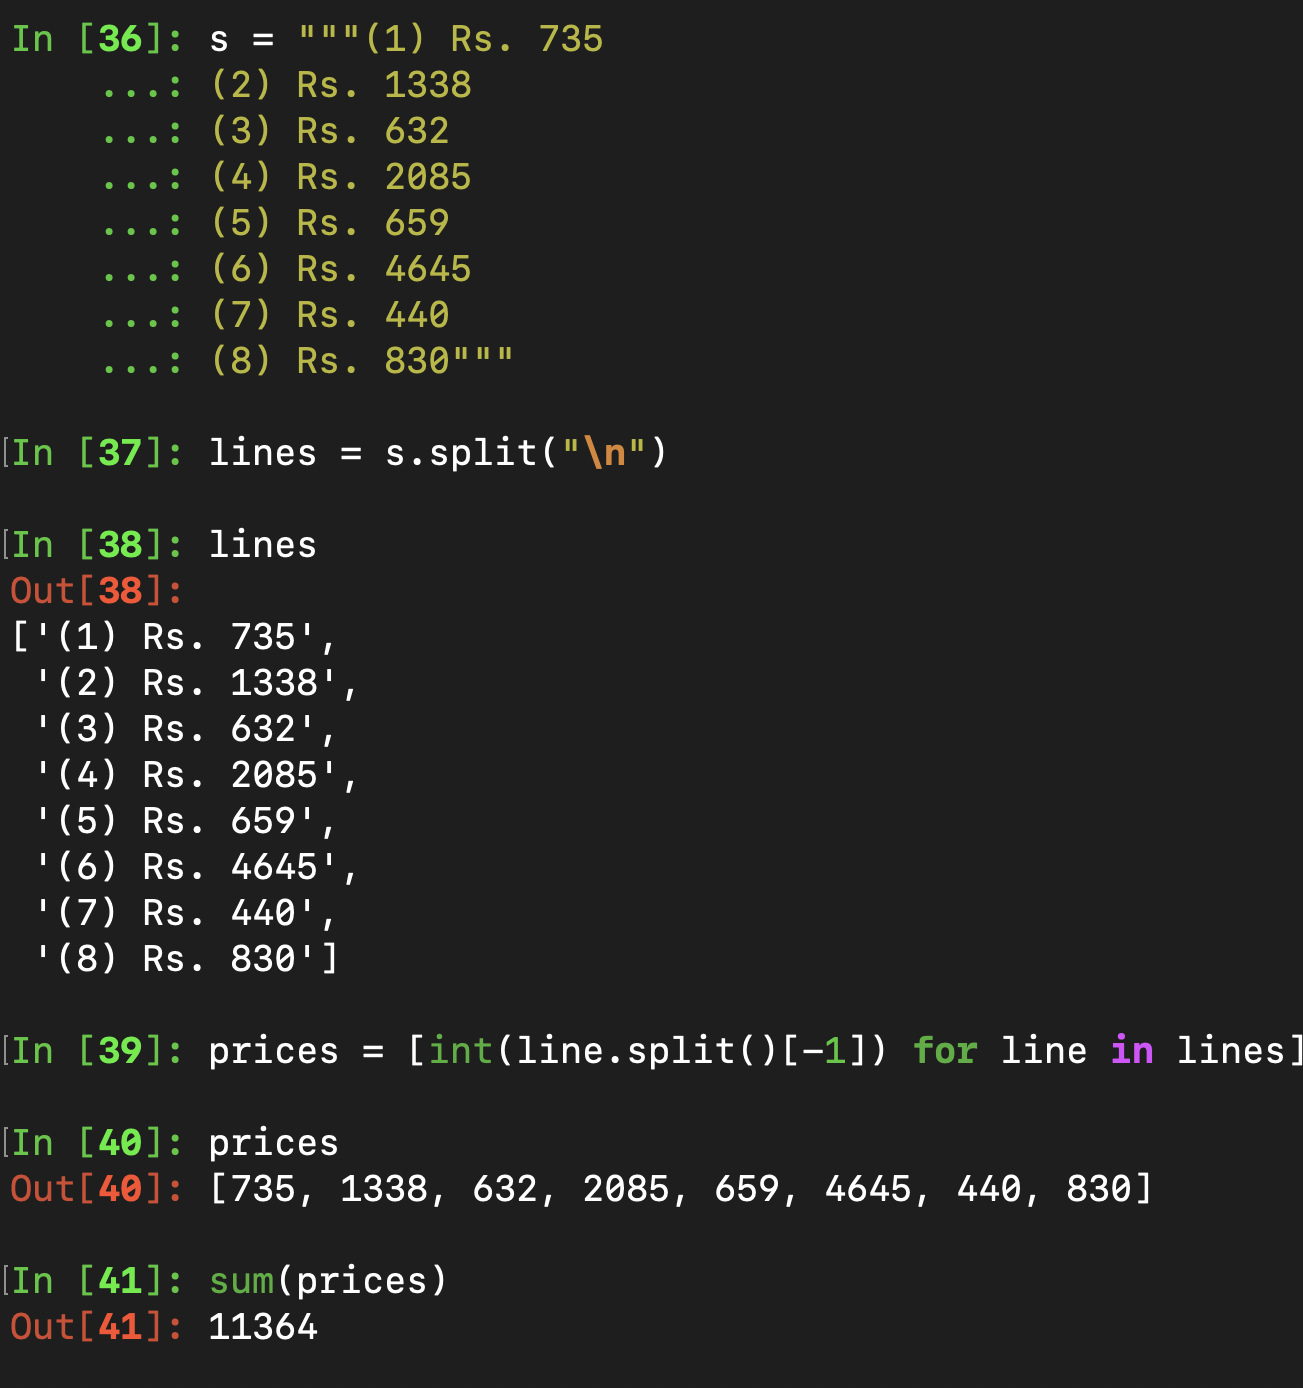 In [36]: s = """(1) Rs. 735
    ...: (2) Rs. 1338
    ...: (3) Rs. 632
    ...: (4) Rs. 2085
    ...: (5) Rs. 659
    ...: (6) Rs. 4645
    ...: (7) Rs. 440
    ...: (8) Rs. 830"""
[In [37]: lines = s.split("\n")
[In [38]: lines
Out[38]:
['(1) Rs. 735',
 '(2) Rs. 1338',
 '(3) Rs. 632',
 '(4) Rs. 2085',
 '(5) Rs. 659',
 '(6) Rs. 4645',
 '(7) Rs. 440',
 '(8) Rs. 830']
[In [39]: prices = [int(line.split()[-1]) for line in lines]
[In [40]: prices
Out[40]: [735, 1338, 632, 2085, 659, 4645, 440, 830]
[In [41]: sum(prices)
Out[41]: 11364